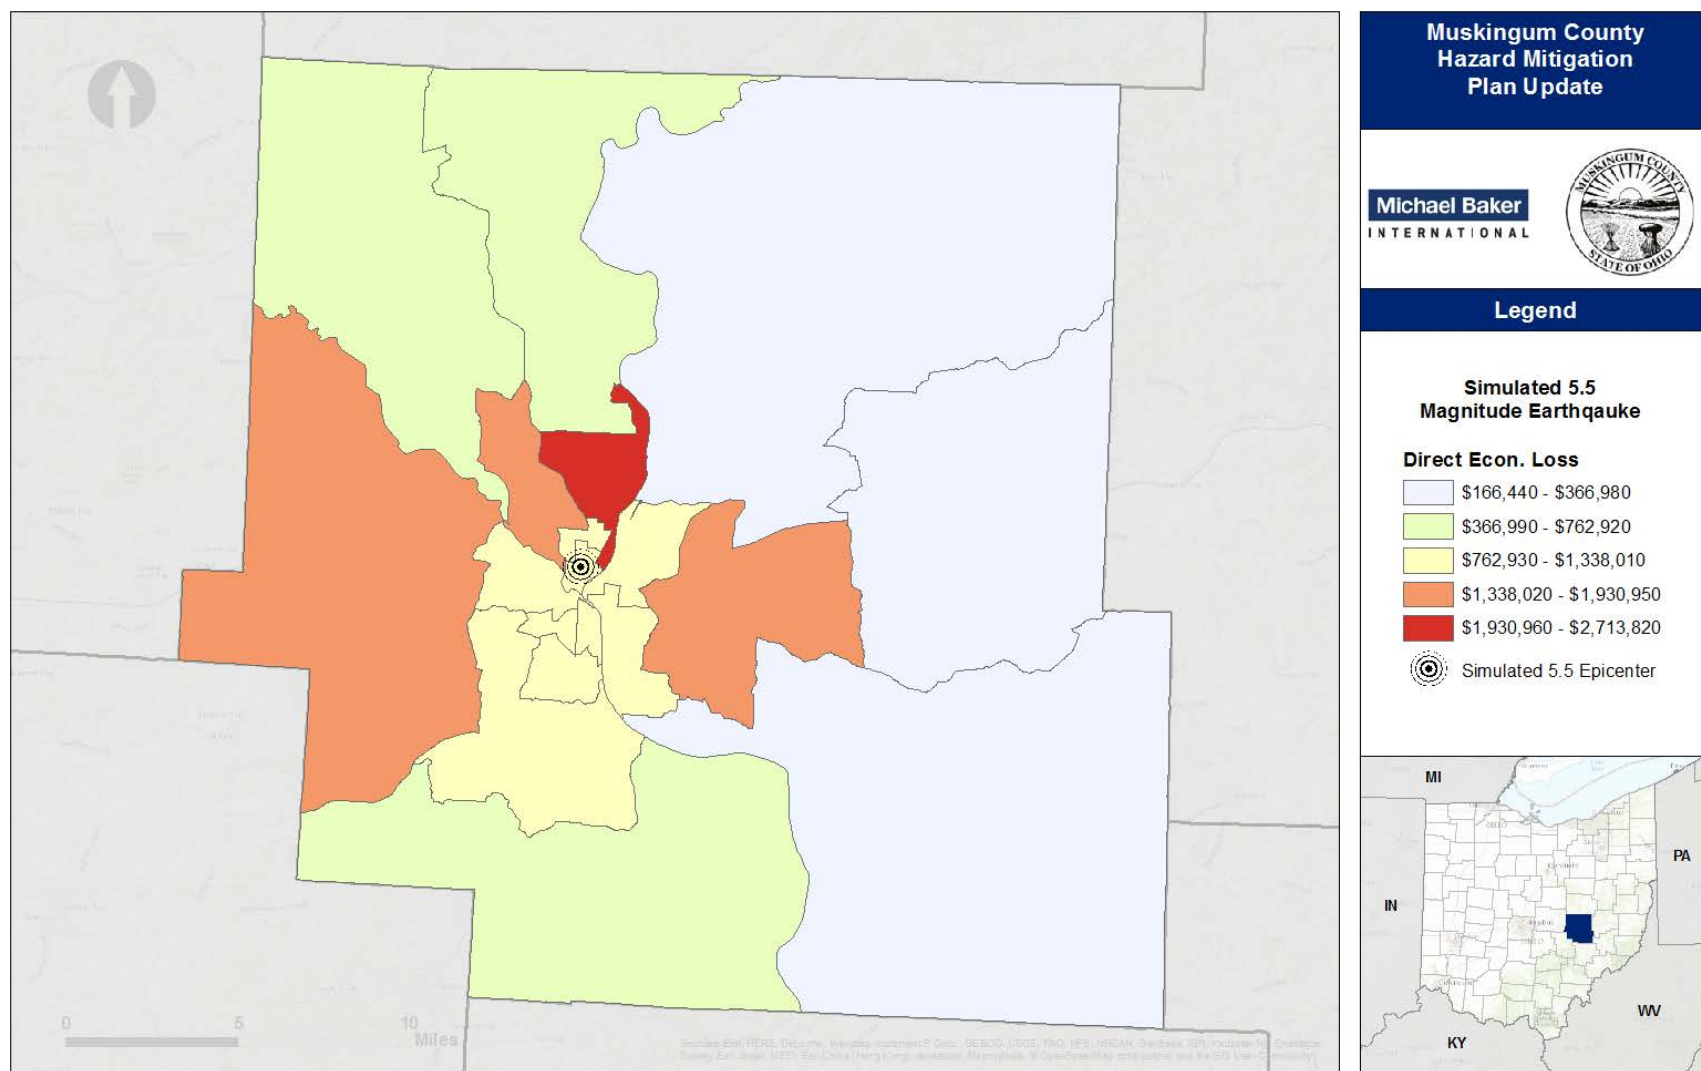 Muskingum County
Hazard Mitigation
Plan Update
Michael Baker
INTERNATIONAL
MUSKINGUM COUNTY
STATE OF OHIO
Legend
Simulated 5.5
Magnitude Earthqauke
Direct Econ. Loss
$166,440 - $366,980
$366,990 - $762,920
$762,930 - $1,338,010
$1,338,020 - $1,930,950
$1,930,960 - $2,713,820
Simulated 5.5 Epicenter
0 5 10
Miles
MI
PA
IN
OHIO
Columbus
WV
KY